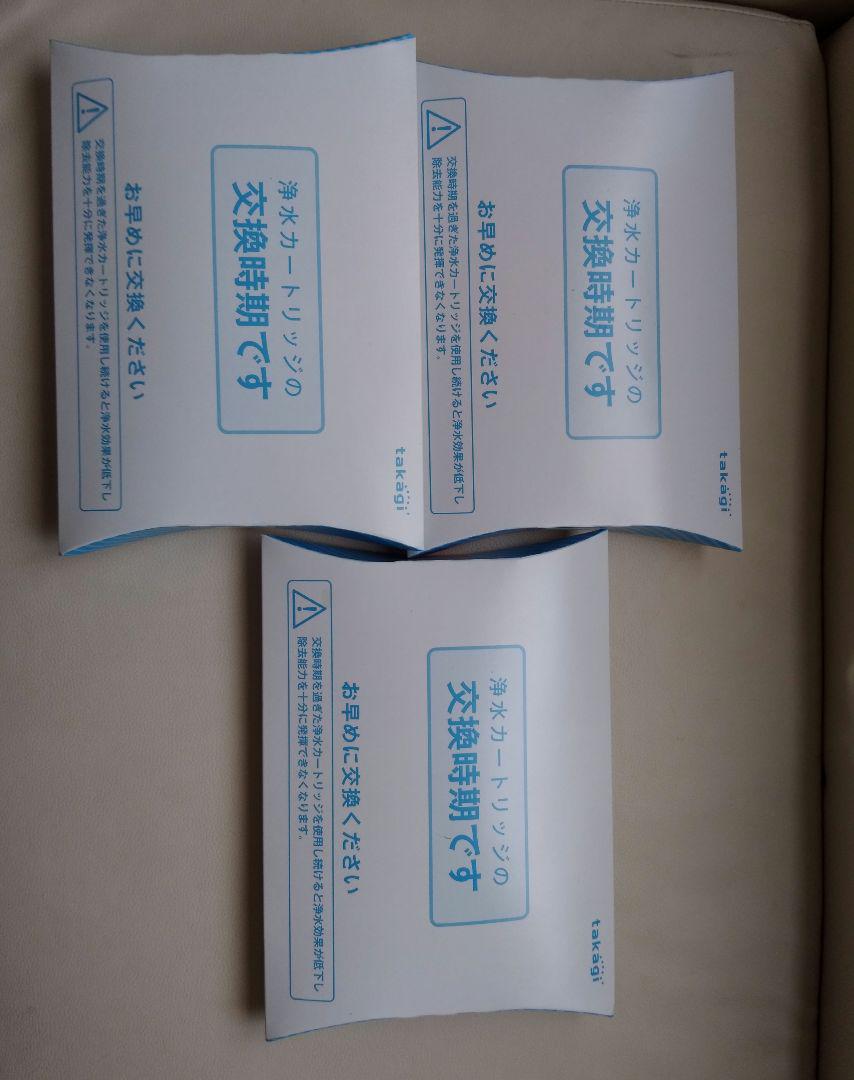 浄水カートリッジの
交換時期です
お早めに交換ください
交換時期を過ぎた浄水カートリッジを使用し続けると浄水効果が低下し
除去能力を十分に発揮できなくなります。
takagi
浄水カートリッジの
交換時期です
お早めに交換ください
交換時期を過ぎた浄水カートリッジを使用し続けると浄水効果が低下し
除去能力を十分に発揮できなくなります。
takagi
浄水カートリッジの
交換時期です
お早めに交換ください
交換時期を過ぎた浄水カートリッジを使用し続けると浄水効果が低下し
除去能力を十分に発揮できなくなります。
takagi